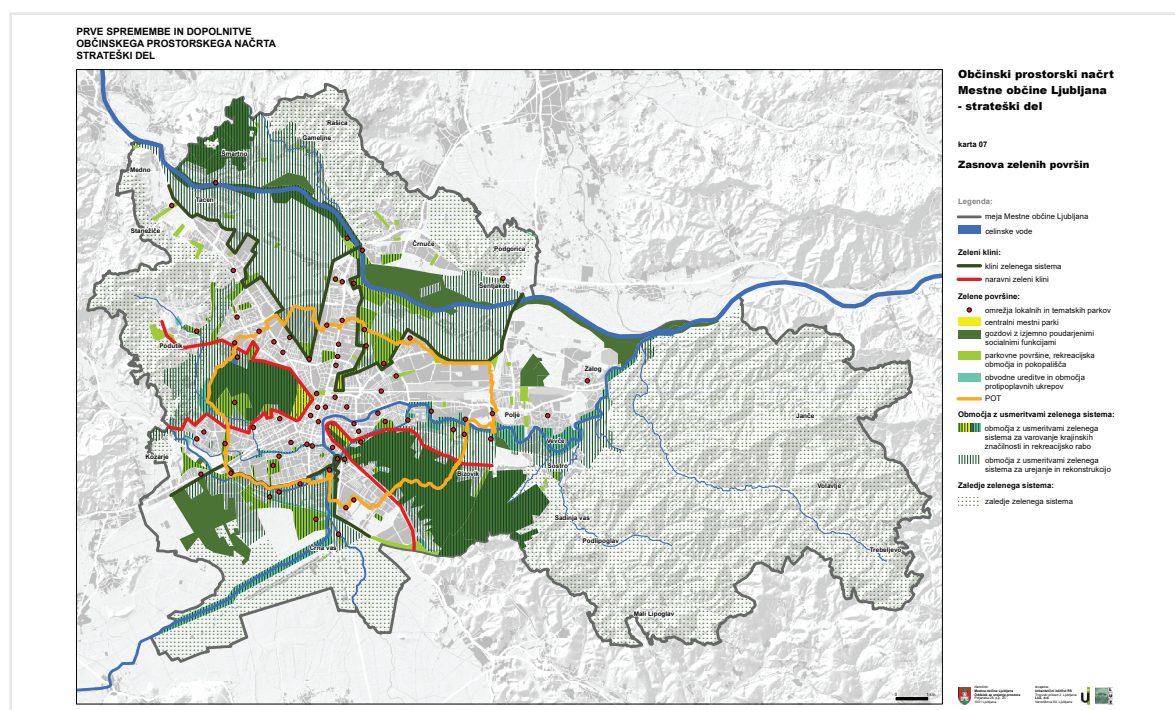 PRVE SPREMEMBE IN DOPOLNITVE
OBČINSKEGA PROSTORSKEGA NAČRTA
STRATEŠKI DEL
Občinski prostorski načrt
Mestne občine Ljubljana
- strateški del
karta 07
Zasnova zelenih površin
Legenda:
meja Mestne občine Ljubljana
celinske vode
Zeleni klini:
klini zelenega sistema
naravni zeleni klini
Zelene površine:
omrežja lokalnih in tematskih parkov
centralni mestni parki
gozdovi z izjemno poudarjenimi
socialnimi funkcijami
parkovne površine, rekreacijska
območja in pokopališča
obvodne ureditve in območja
protipoplavnih ukrepov
POT
Območja z usmeritvami zelenega sistema:
območja z usmeritvami zelenega
sistema za varovanje krajinskih
značilnosti in rekreacijsko rabo
območja z usmeritvami zelenega
sistema za urejanje in rekonstrukcijo
Zaledje zelenega sistema:
zaledje zelenega sistema
Rašica
Gameljne
Šmartno
Medno
Tacen
Stanežiče
Črnuče
Podgorica
Šentjakob
Podutik
Zalog
Polje
Janče
Vevče
Kozarje
Sostro
Bizovik
Volavlje
Sadinja vas
Podlipoglav
Črna vas
Trebeljevo
Mali Lipoglav